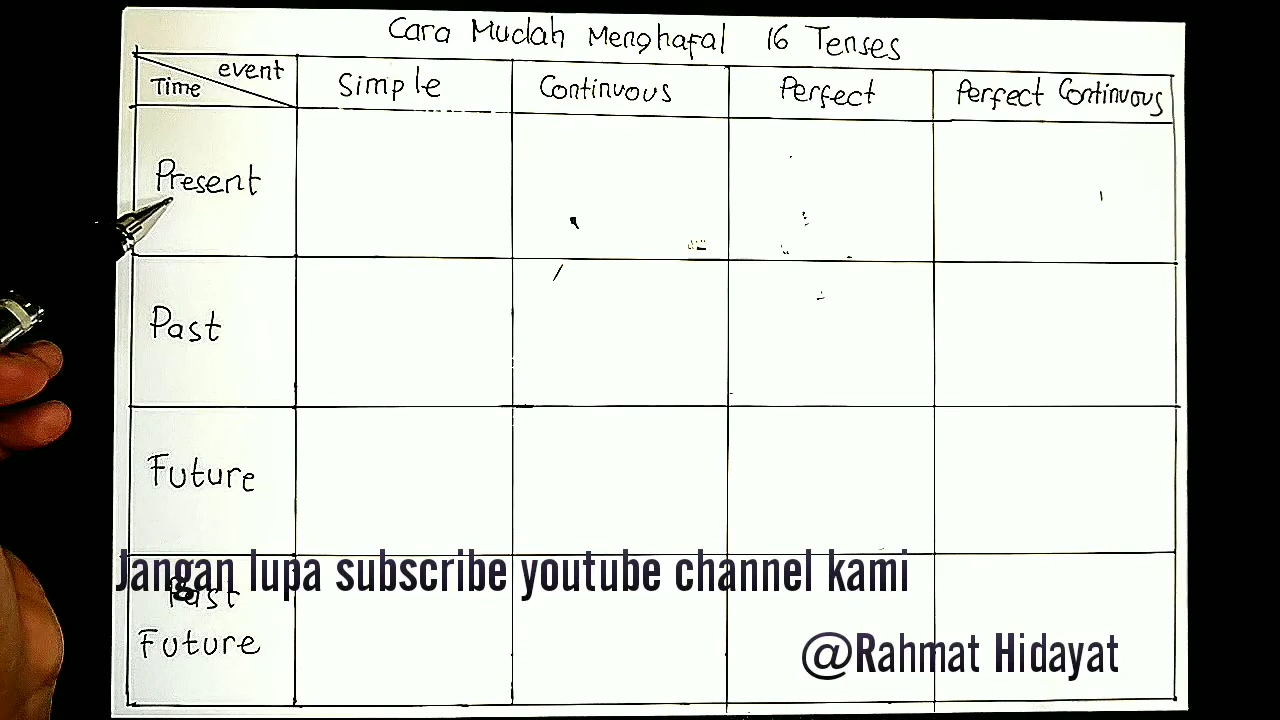 Cara Mudah Menghafal 16 Tenses
event
Time
Simple
Continuous
Perfect
Perfect Continuous
Present
Past
Future
Jangan lupa subscribe youtube channel kami
Past
Future
@Rahmat Hidayat